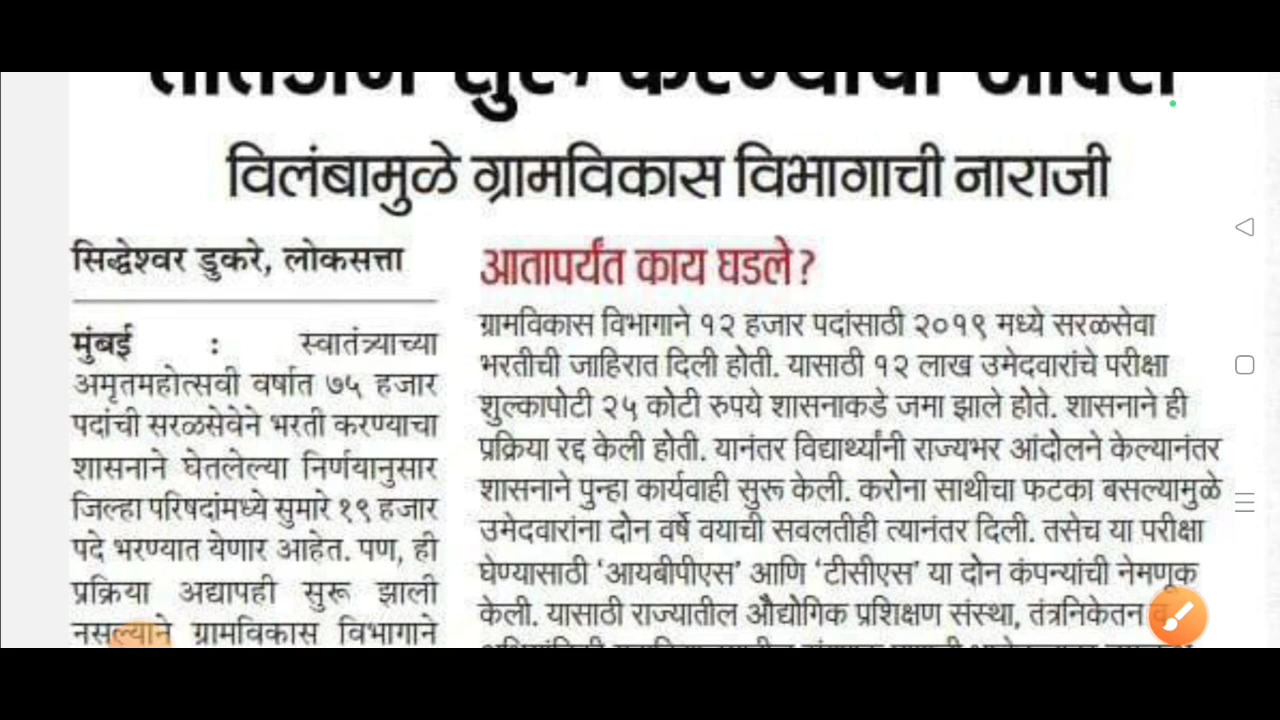 विलंबामुळे ग्रामविकास विभागाची नाराजी
सिद्धेश्वर डुकरे, लोकसत्ता
मुंबई : स्वातंत्र्याच्या
अमृतमहोत्सवी वर्षात ७५ हजार
पदांची सरळसेवेने भरती करण्याचा
शासनाने घेतलेल्या निर्णयानुसार
जिल्हा परिषदांमध्ये सुमारे १९ हजार
पदे भरण्यात येणार आहेत. पण, ही
प्रक्रिया अद्यापही सुरू झाली
नसल्याने ग्रामविकास विभागाने
आतापर्यंत काय घडले?
ग्रामविकास विभागाने १२ हजार पदांसाठी २०१९ मध्ये सरळसेवा
भरतीची जाहिरात दिली होती. यासाठी १२ लाख उमेदवारांचे परीक्षा
शुल्कापोटी २५ कोटी रुपये शासनाकडे जमा झाले होते. शासनाने ही
प्रक्रिया रद्द केली होती. यानंतर विद्यार्थ्यांनी राज्यभर आंदोलने केल्यानंतर
शासनाने पुन्हा कार्यवाही सुरू केली. करोना साथीचा फटका बसल्यामुळे
उमेदवारांना दोन वर्षे वयाची सवलतीही त्यानंतर दिली. तसेच या परीक्षा
घेण्यासाठी ‘आयबीपीएस’ आणि ‘टीसीएस’ या दोन कंपन्यांची नेमणूक
केली. यासाठी राज्यातील औद्योगिक प्रशिक्षण संस्था, तंत्रनिकेतन